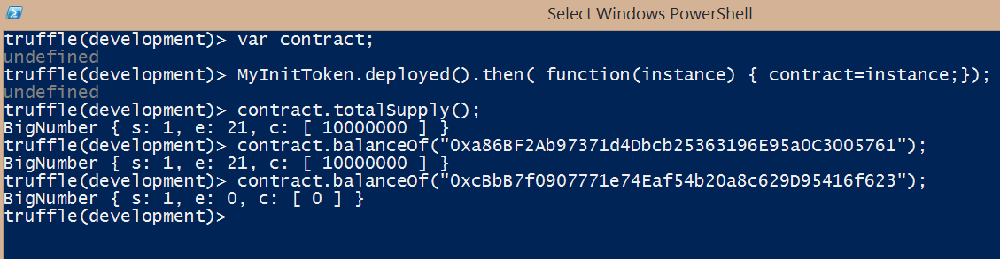 Select Windows PowerShell
truffle(development)> var contract;
undefined
truffle(development)> MyInitToken.deployed().then( function(instance) { contract=instance;});
undefined
truffle(development)> contract.totalSupply();
BigNumber { s: 1, e: 21, c: [ 10000000 ] }
truffle(development)> contract.balanceOf("0xa86BF2Ab97371d4Dbcb25363196E95a0C3005761");
BigNumber { s: 1, e: 21, c: [ 10000000 ] }
truffle(development)> contract.balanceOf("0xcBbB7f0907771e74Eaf54b20a8c629D95416f623");
BigNumber { s: 1, e: 0, c: [ 0 ] }
truffle(development)>